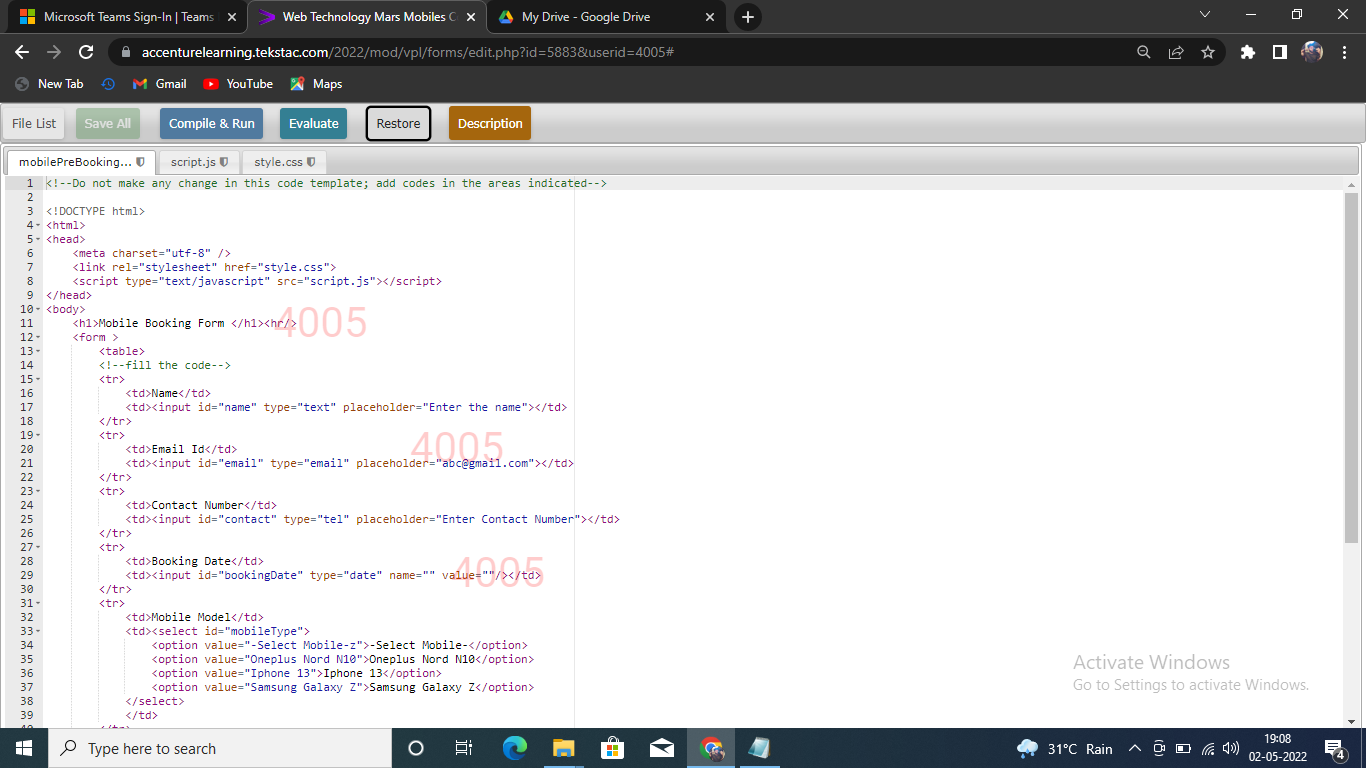 Microsoft Teams Sign-In | Teams
Web Technology Mars Mobiles C
My Drive - Google Drive
accenturelearning.tekstac.com/2022/mod/vpl/forms/edit.php?id=5883&userid=4005#
New Tab
Gmail
YouTube
Maps
File List
Save All
Compile & Run
Evaluate
Restore
Description
mobilePreBooking...
script.js
style.css
1 <!--Do not make any change in this code template; add codes in the areas indicated-->
2
3 <!DOCTYPE html>
4 <html>
5 <head>
6 <meta charset="utf-8" />
7 <link rel="stylesheet" href="style.css">
8 <script type="text/javascript" src="script.js"></script>
9 </head>
10 <body>
11 <h1>Mobile Booking Form </h1><hr/>
12 <form >
13 <table>
14 <!--fill the code-->
15 <tr>
16 <td>Name</td>
17 <td><input id="name" type="text" placeholder="Enter the name"></td>
18 </tr>
19 <tr>
20 <td>Email Id</td>
21 <td><input id="email" type="email" placeholder="abc@gmail.com"></td>
22 </tr>
23 <tr>
24 <td>Contact Number</td>
25 <td><input id="contact" type="tel" placeholder="Enter Contact Number"></td>
26 </tr>
27 <tr>
28 <td>Booking Date</td>
29 <td><input id="bookingDate" type="date" name="" value=""/></td>
30 </tr>
31 <tr>
32 <td>Mobile Model</td>
33 <td><select id="mobileType">
34 <option value="-Select Mobile-z">-Select Mobile-</option>
35 <option value="Oneplus Nord N10">Oneplus Nord N10</option>
36 <option value="Iphone 13">Iphone 13</option>
37 <option value="Samsung Galaxy Z">Samsung Galaxy Z</option>
38 </select>
39 </td>
4005
4005
4005
Activate Windows
Go to Settings to activate Windows.
Type here to search
31°C Rain
19:08
02-05-2022
4